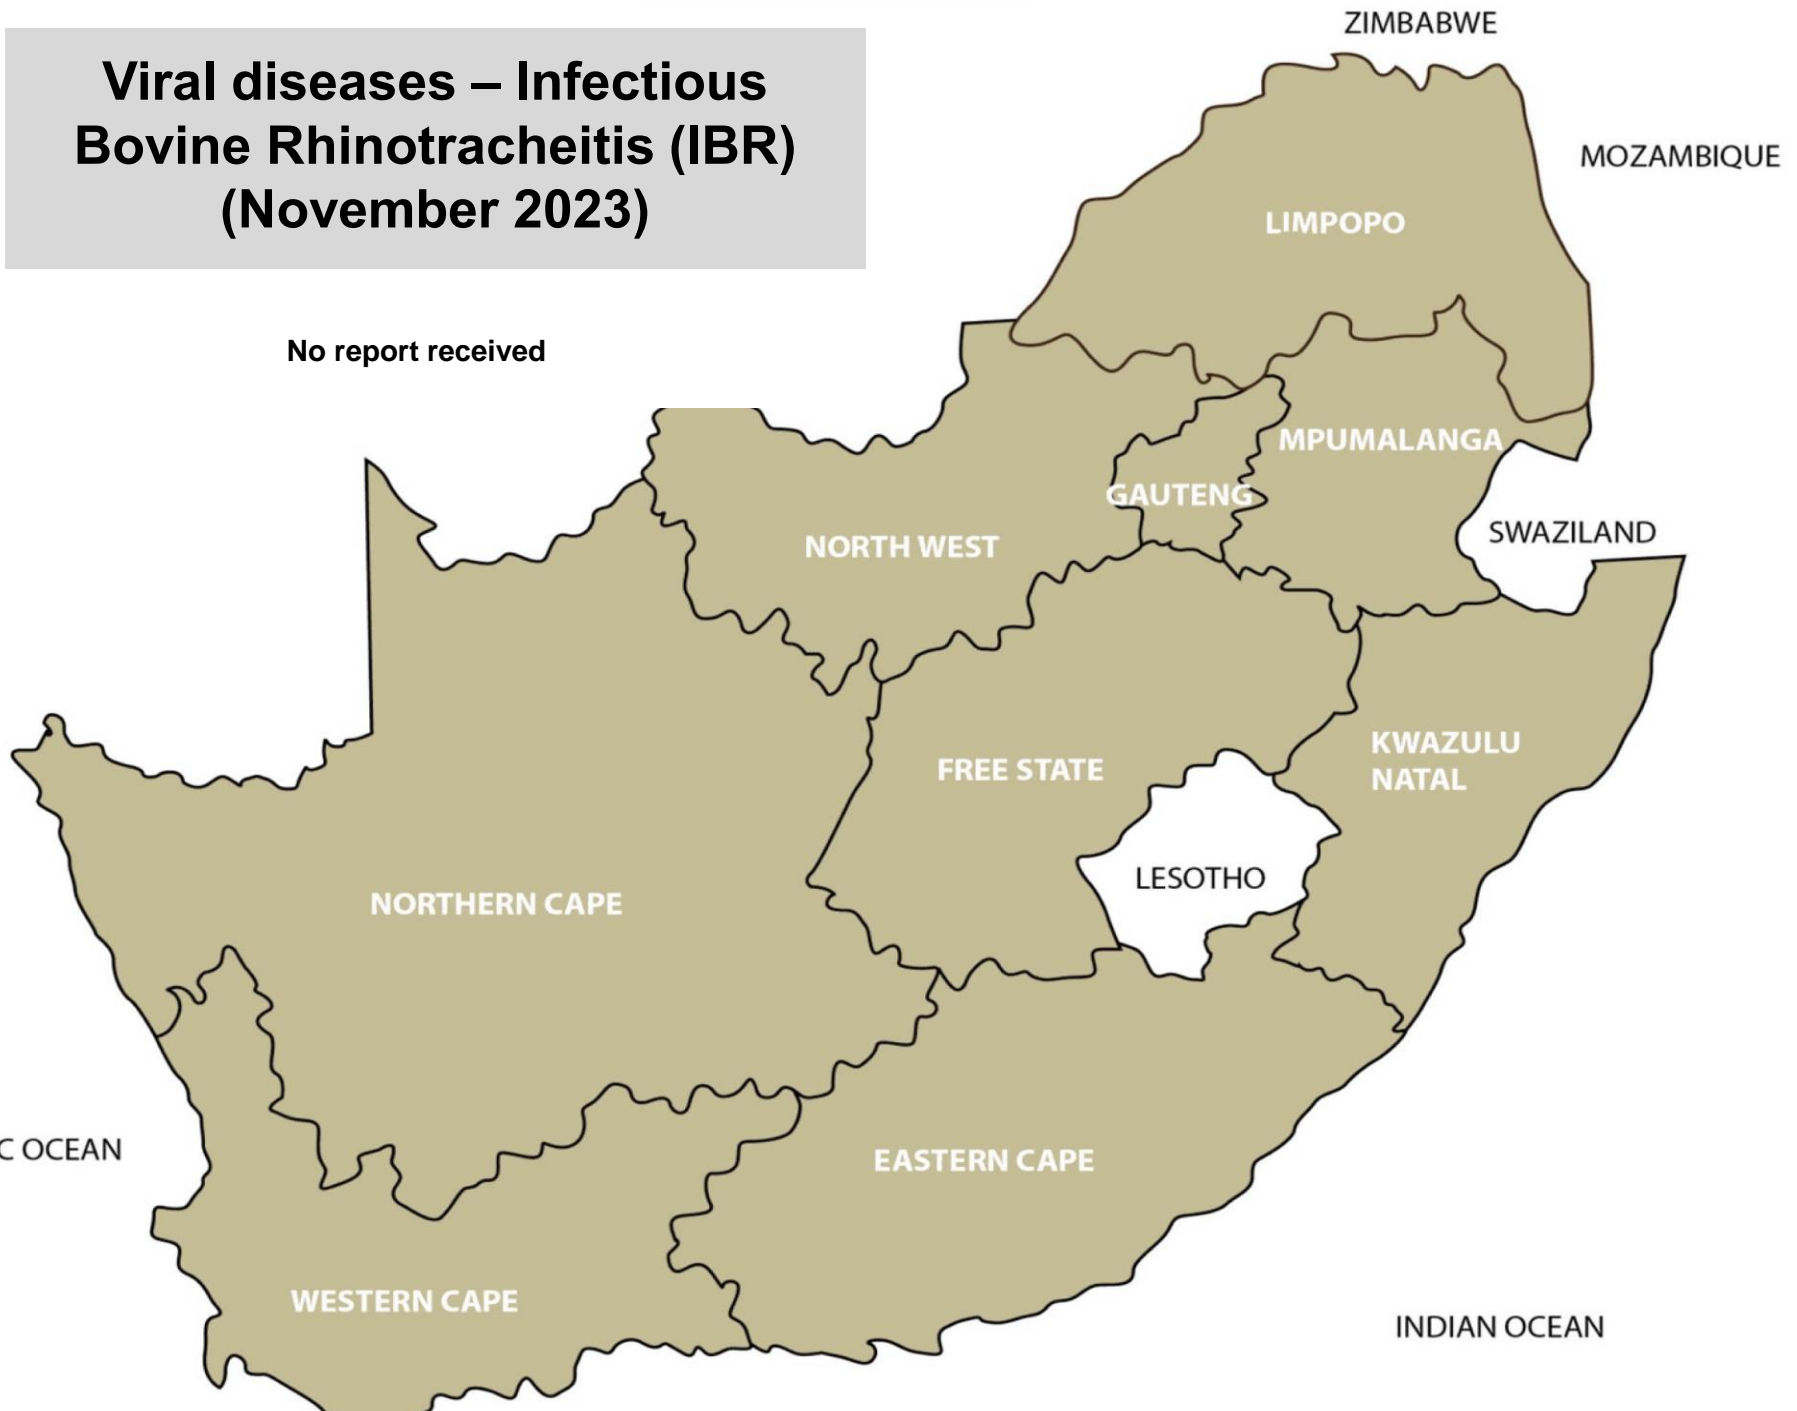 ZIMBABWE
Viral diseases – Infectious
Bovine Rhinotracheitis (IBR)
(November 2023)
MOZAMBIQUE
LIMPOPO
No report received
MPUMALANGA
GAUTENG
SWAZILAND
NORTH WEST
KWAZULU
NATAL
FREE STATE
LESOTHO
NORTHERN CAPE
C OCEAN
EASTERN CAPE
WESTERN CAPE
INDIAN OCEAN